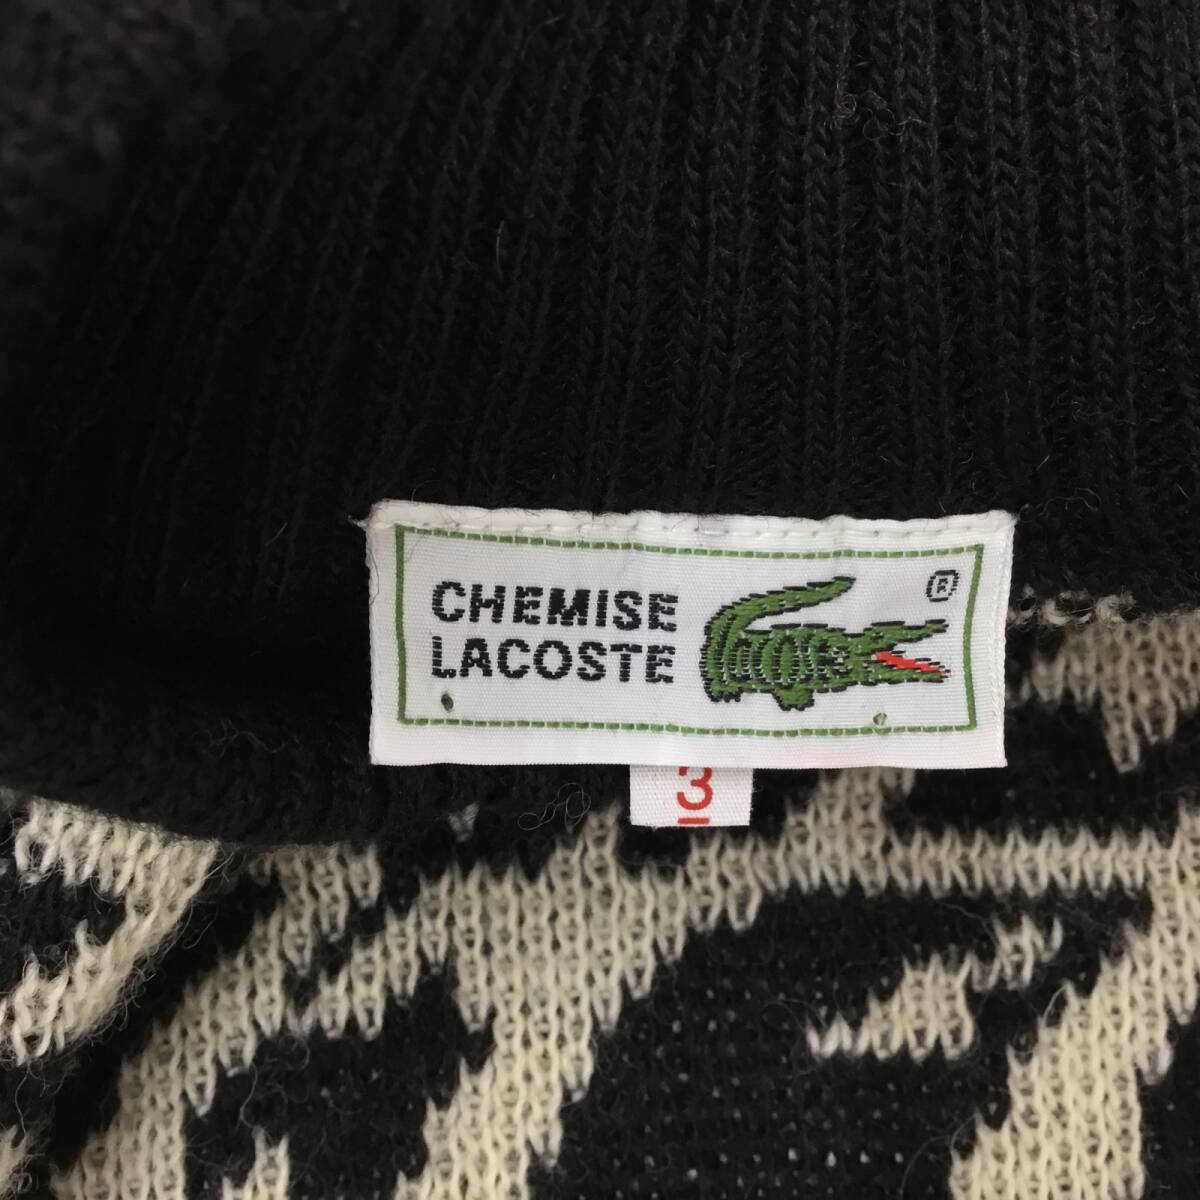 CHEMISE
LACOSTE
®
3